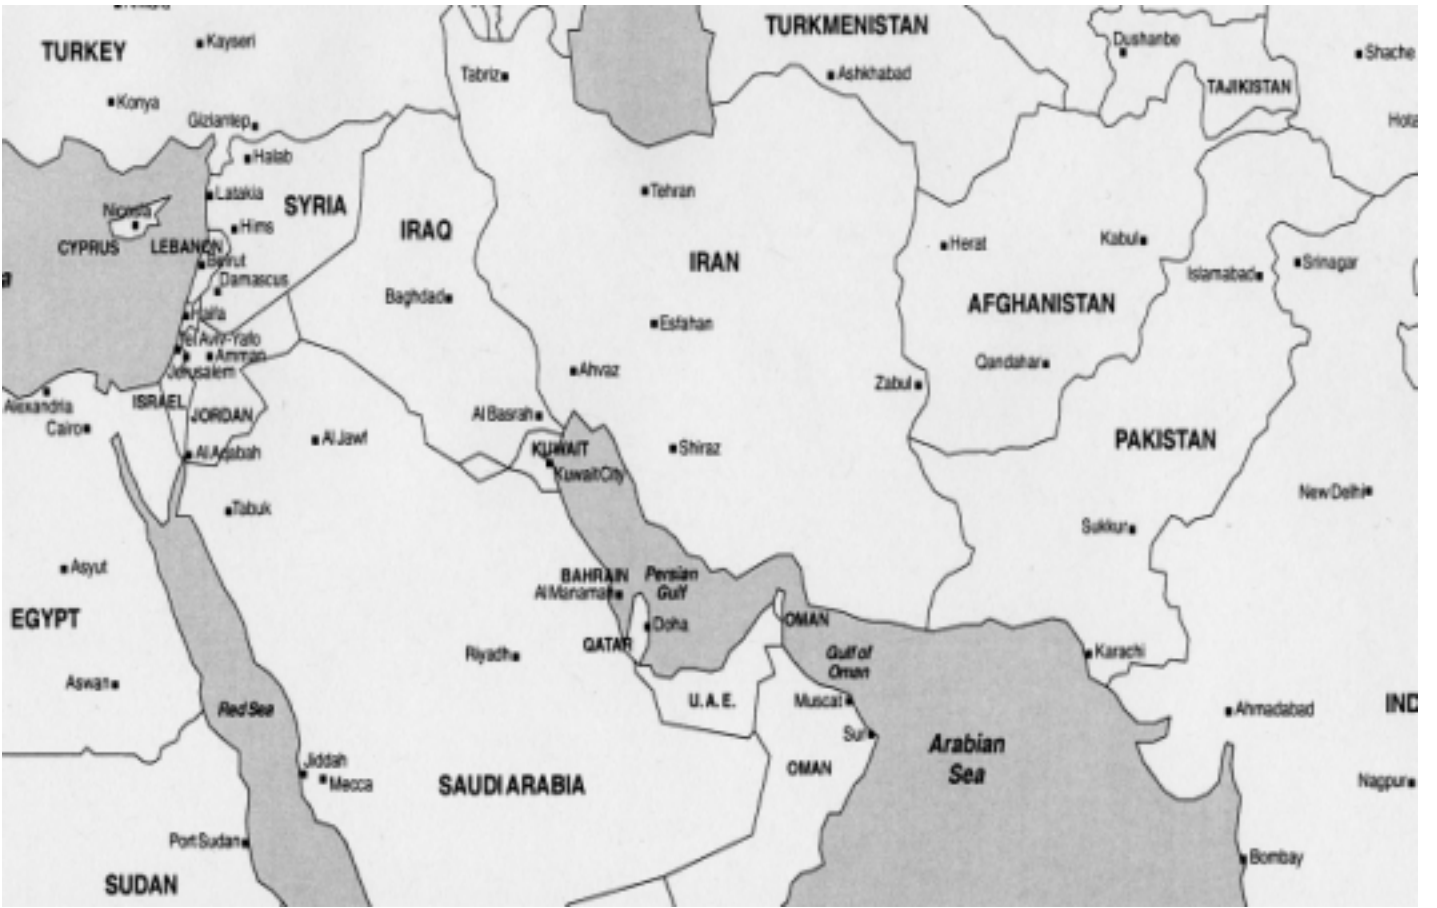 TURKMENISTAN
TURKEY
Kayseri
Dushanbe
Shache
Tabriz
Ashkhabad
TAJIKISTAN
Konya
Giziantep
Halab
Latakia
Tehran
SYRIA
Nicosia
Hims
IRAQ
Herat
Kabul
CYPRUS
LEBANON
Beirut
IRAN
Srinagar
Islamabad
Damascus
Baghdad
AFGHANISTAN
Haifa
Esfahan
Tel Aviv-Yafo
Amman
Jerusalem
Ahvaz
Qandahar
Zabul
ISRAEL
Alexandria
JORDAN
Al Basrah
Cairo
Al Jawf
PAKISTAN
KUWAIT
Shiraz
Al Aqabah
Kuwait City
New Delhi
Tabuk
Sukkur
Asyut
BAHRAIN
Persian
Gulf
Al Manamah
EGYPT
Doha
OMAN
QATAR
Riyadh
Gulf of
Oman
Karachi
Aswan
U. A. E.
Muscat
IND
Red Sea
Ahmadabad
Sur
Arabian
Sea
Jiddah
OMAN
Mecca
SAUDI ARABIA
Nagpur
Port Sudan
Bombay
SUDAN